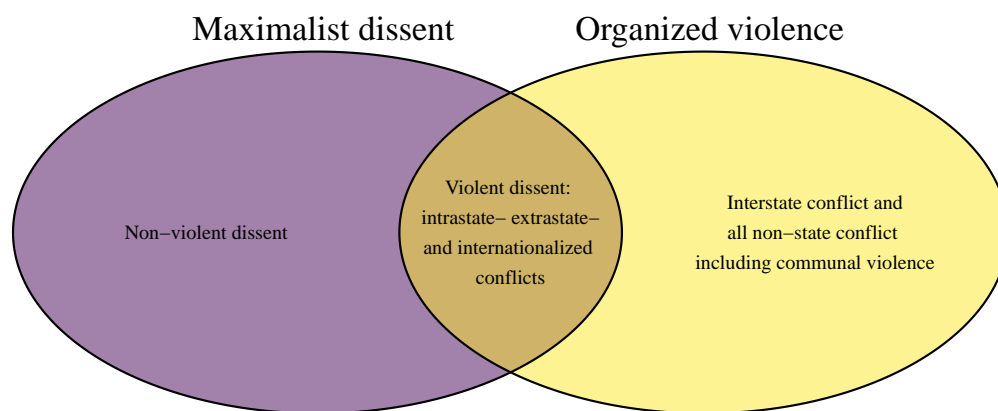 Maximalist dissent
Organized violence
Non−violent dissent
Violent dissent:
intrastate− extrastate−
and internationalized
conflicts
Interstate conflict and
all non−state conflict
including communal violence